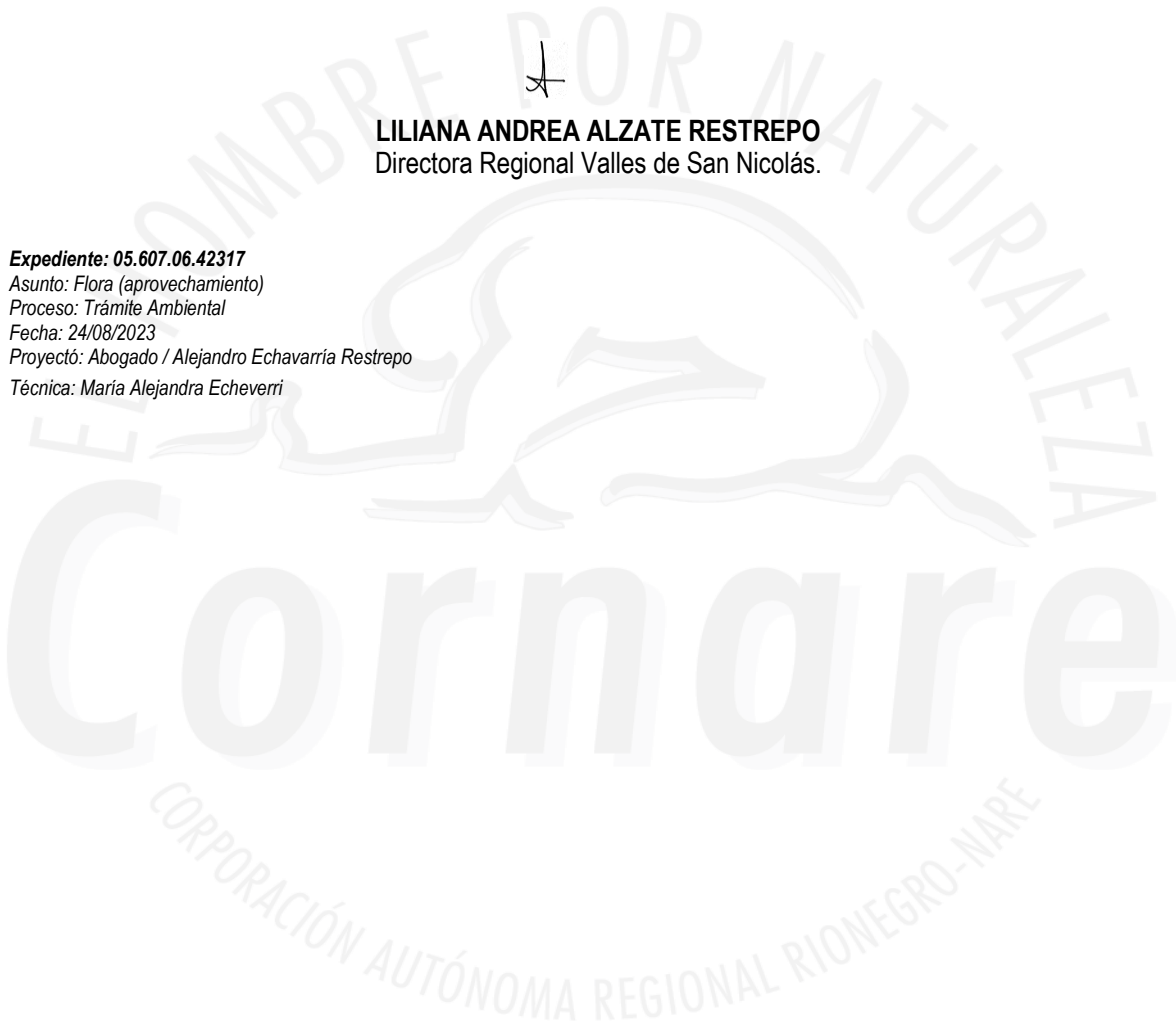 LILIANA ANDREA ALZATE RESTREPO
Directora Regional Valles de San Nicolás.
Expediente: 05.607.06.42317
Asunto: Flora (aprovechamiento)
Proceso: Trámite Ambiental
Fecha: 24/08/2023
Proyectó: Abogado / Alejandro Echavarría Restrepo
Técnica: María Alejandra Echeverri
EL HOMBRE POR NATURALEZA
Cornare
CORPORACIÓN AUTÓNOMA REGIONAL RIONEGRO-NARE